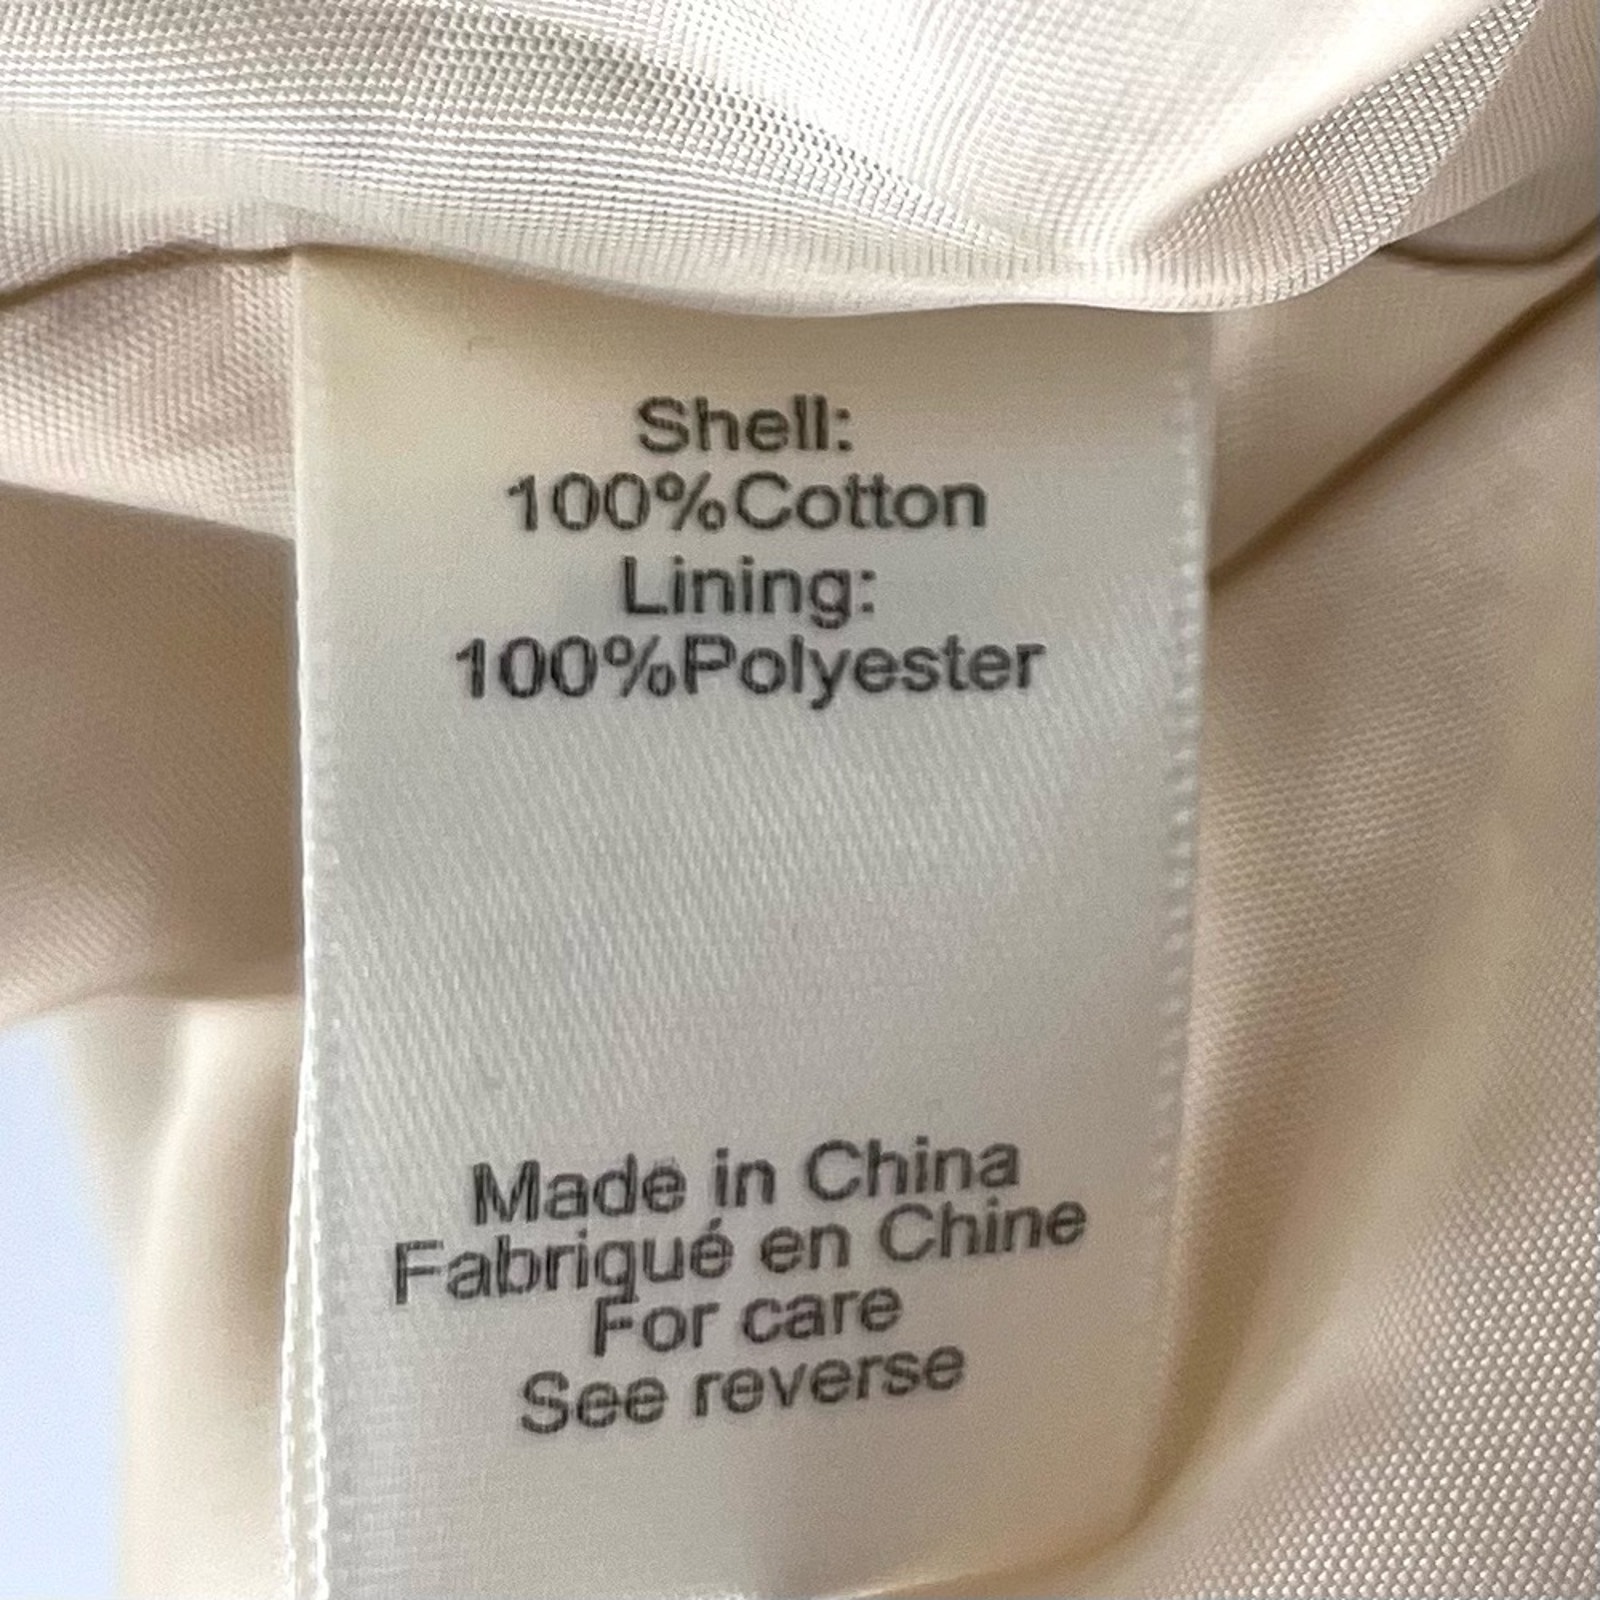 Shell:
100%Cotton
Lining:
100%Polyester
Made in China
Fabriqué en Chine
For care
See reverse